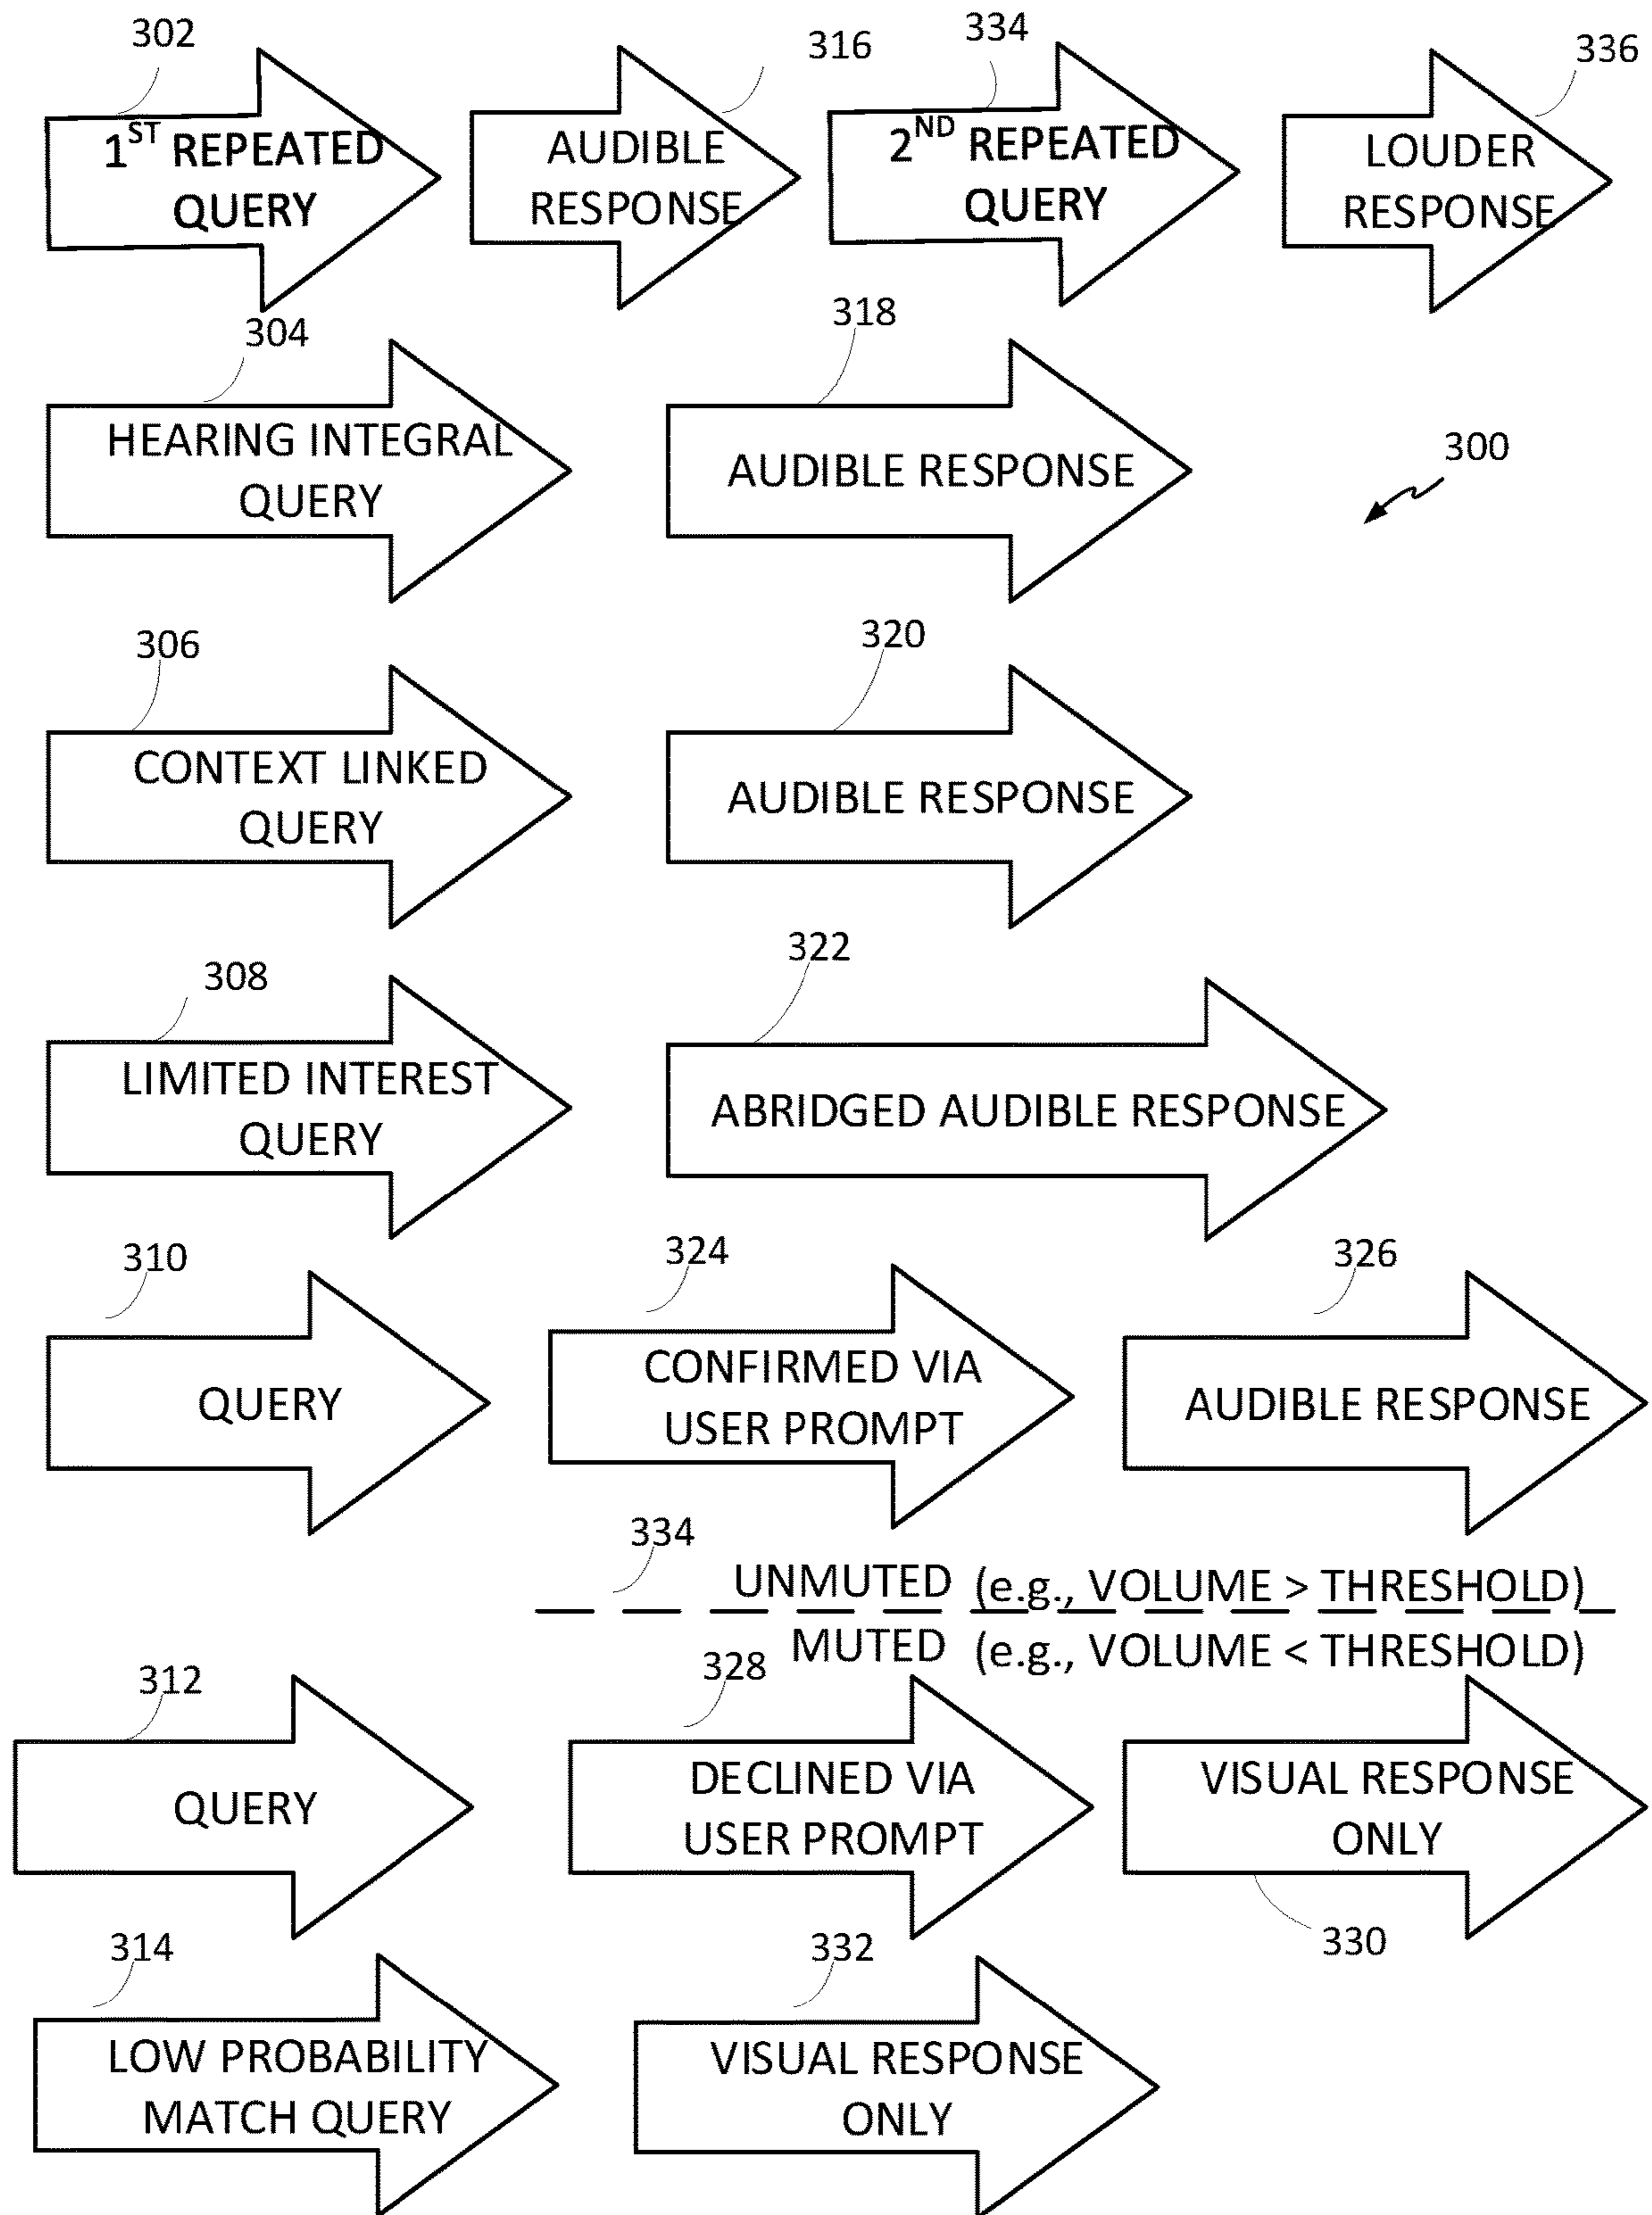 302
316
334
336
1ST REPEATED
QUERY
AUDIBLE
RESPONSE
2ND REPEATED
QUERY
LOUDER
RESPONSE
304
318
HEARING INTEGRAL
QUERY
AUDIBLE RESPONSE
300
306
320
CONTEXT LINKED
QUERY
AUDIBLE RESPONSE
308
322
LIMITED INTEREST
QUERY
ABRIDGED AUDIBLE RESPONSE
310
324
326
QUERY
CONFIRMED VIA
USER PROMPT
AUDIBLE RESPONSE
334
UNMUTED (e.g., VOLUME > THRESHOLD)
MUTED (e.g., VOLUME < THRESHOLD)
312
328
QUERY
DECLINED VIA
USER PROMPT
VISUAL RESPONSE
ONLY
330
314
332
LOW PROBABILITY
MATCH QUERY
VISUAL RESPONSE
ONLY